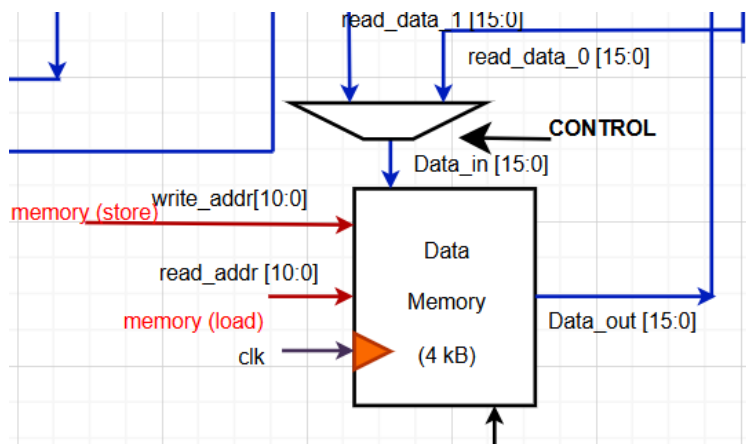 read_data_1 [15:0]
read_data_0 [15:0]
CONTROL
Data_in [15:0]
write_addr[10:0]
memory (store)
Data
read_addr [10:0]
Memory
memory (load)
Data_out [15:0]
clk
(4 kB)